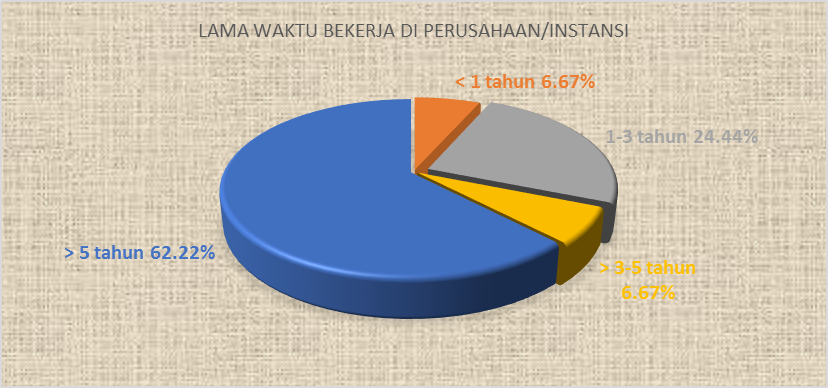 LAMA WAKTU BEKERJA DI PERUSAHAAN/INSTANSI
< 1 tahun 6.67%
1-3 tahun 24.44%
> 5 tahun 62.22%
> 3-5 tahun
6.67%